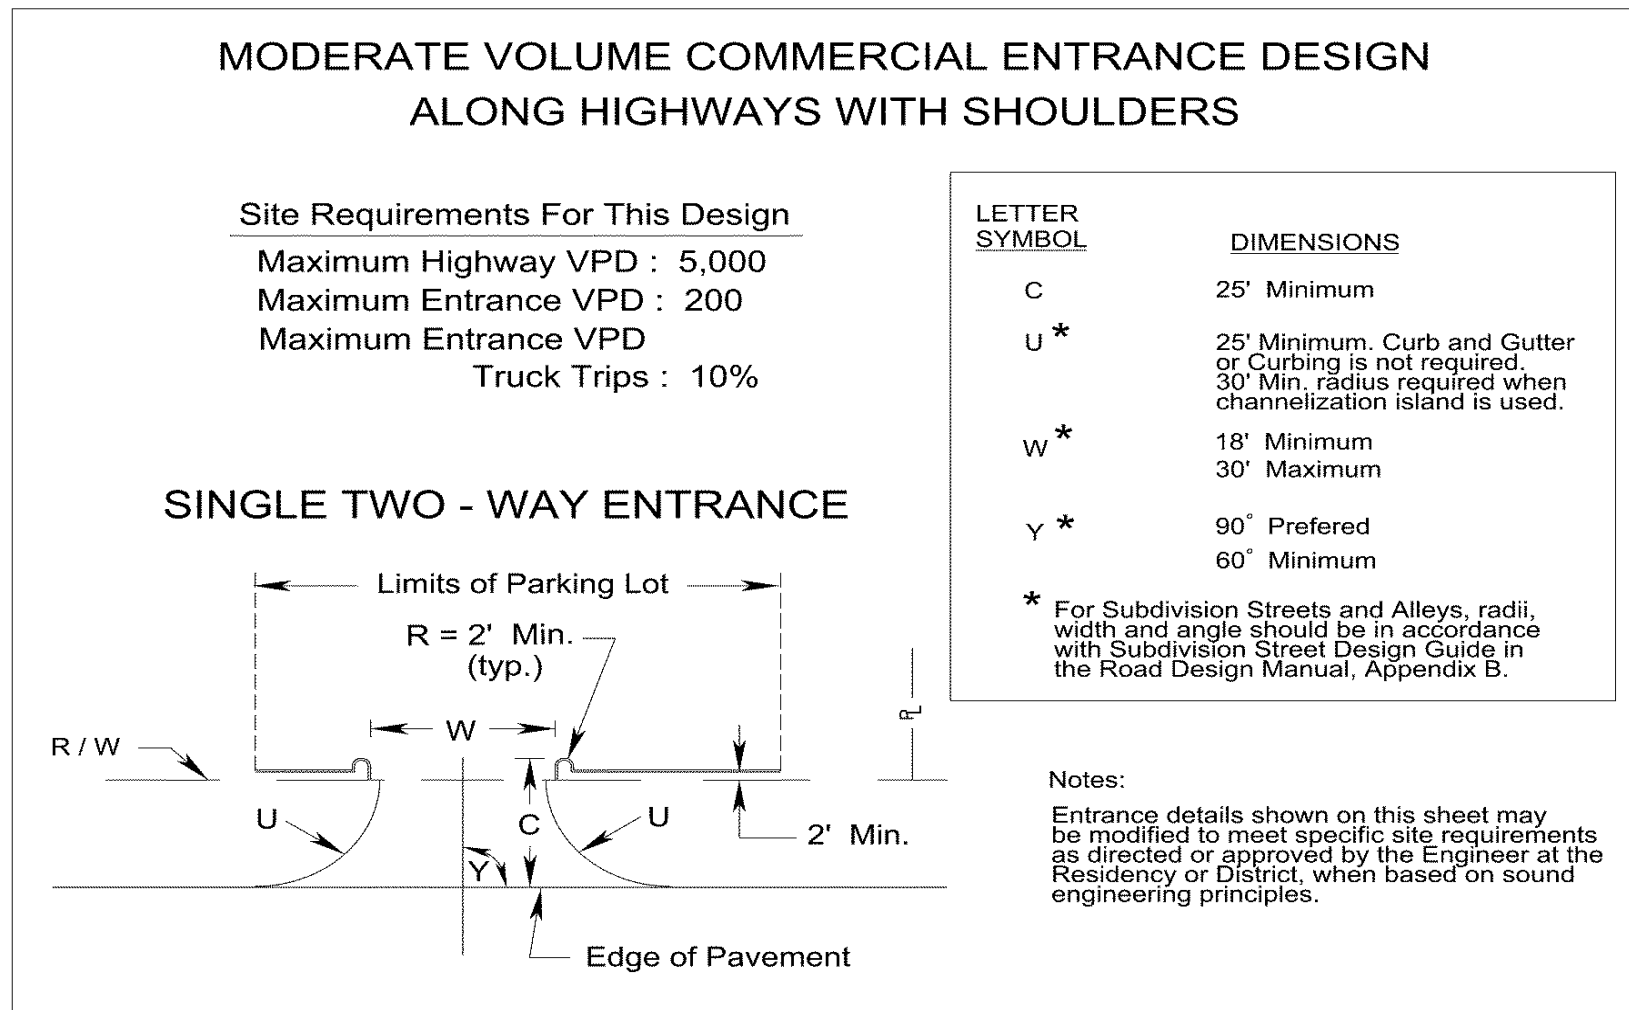 MODERATE VOLUME COMMERCIAL ENTRANCE DESIGN
ALONG HIGHWAYS WITH SHOULDERS
Site Requirements For This Design
Maximum Highway VPD : 5,000
Maximum Entrance VPD : 200
Maximum Entrance VPD
Truck Trips : 10%
LETTER
SYMBOL
DIMENSIONS
C
25' Minimum
U *
25' Minimum. Curb and Gutter
or Curbing is not required.
30' Min. radius required when
channelization island is used.
W *
18' Minimum
30' Maximum
Y *
90° Prefered
60° Minimum
* For Subdivision Streets and Alleys, radii,
width and angle should be in accordance
with Subdivision Street Design Guide in
the Road Design Manual, Appendix B.
SINGLE TWO - WAY ENTRANCE
Limits of Parking Lot
R = 2' Min.
(typ.)
W
R / W
PL
U
C
U
2' Min.
Y
Edge of Pavement
Notes:
Entrance details shown on this sheet may
be modified to meet specific site requirements
as directed or approved by the Engineer at the
Residency or District, when based on sound
engineering principles.